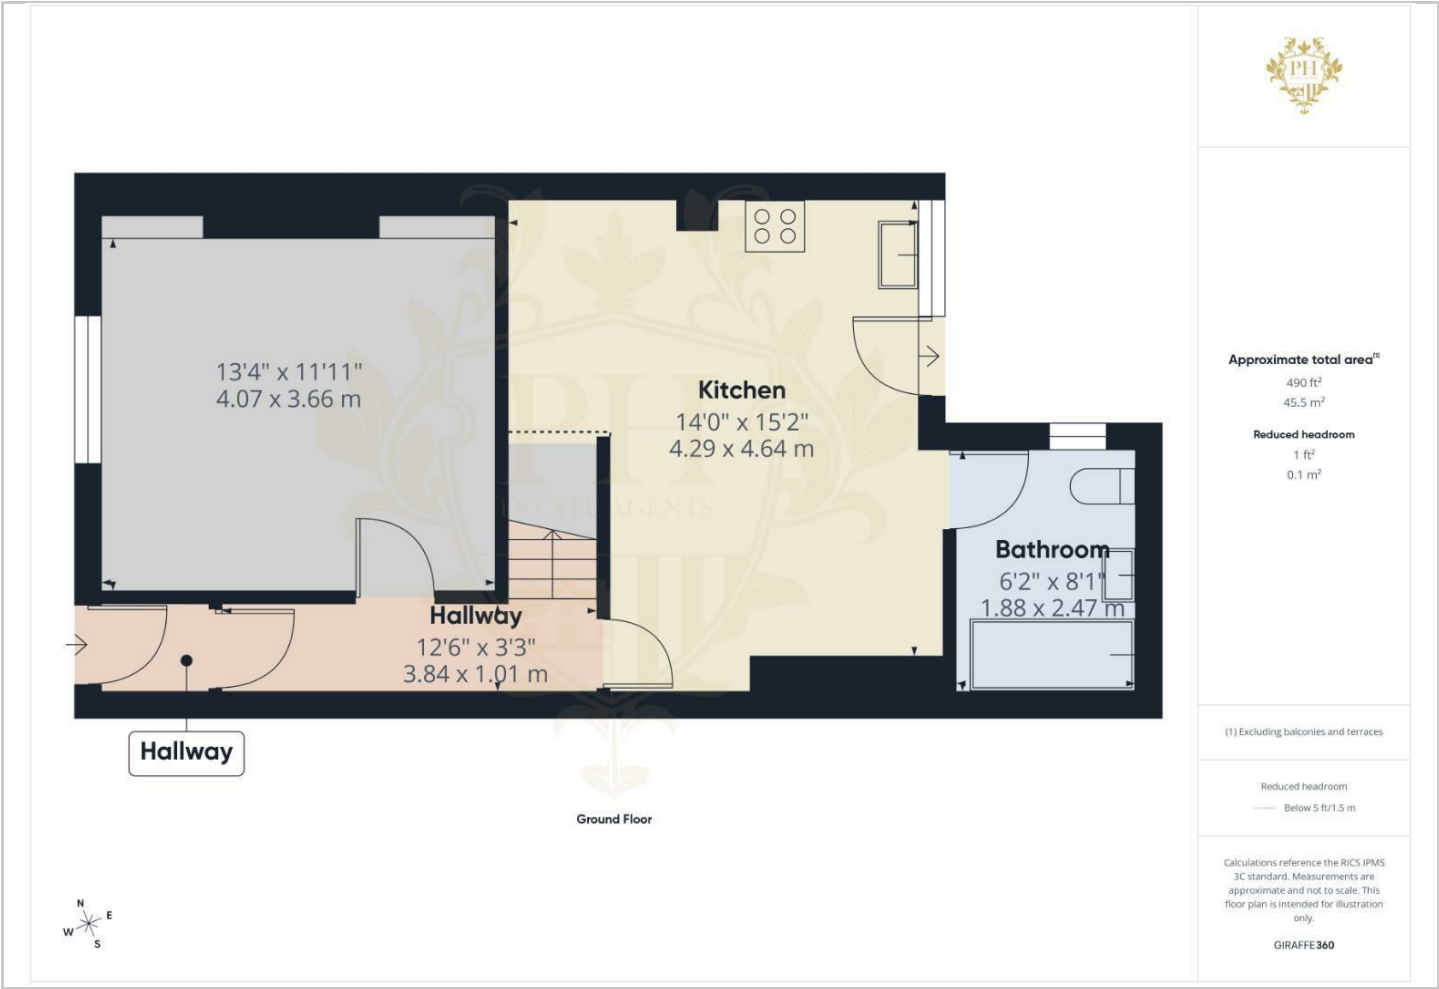 PH
13'4" x 11'11"
4.07 x 3.66 m
Kitchen
14'0" x 15'2"
4.29 x 4.64 m
PH
ESTATE AGENTS
Bathroom
6'2" x 8'1"
1.88 x 2.47 m
Hallway
12'6" x 3'3"
3.84 x 1.01 m
Hallway
Ground Floor
N
E
W
S
Approximate total area(1)
490 ft²
45.5 m²
Reduced headroom
1 ft²
0.1 m²
(1) Excluding balconies and terraces
Reduced headroom
Below 5 ft/1.5 m
Calculations reference the RICS IPMS
3C standard. Measurements are
approximate and not to scale. This
floor plan is intended for illustration
only.
GIRAFFE360